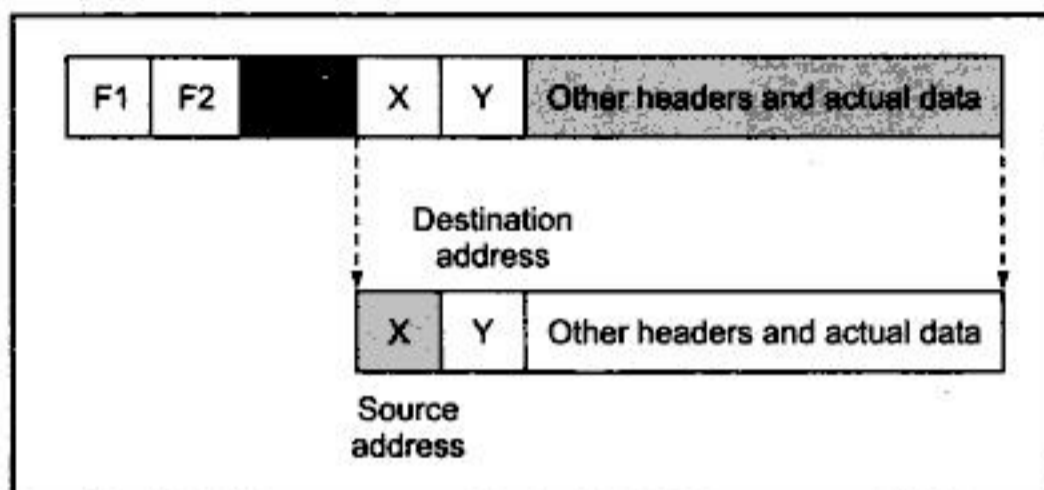 F1 F2 X Y Other headers and actual data
Destination
address
X Y Other headers and actual data
Source
address